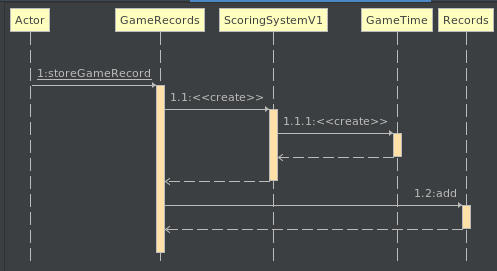 Actor GameRecords ScoringSystemV1 GameTime Records
1:storeGameRecord
1.1:<<create>>
1.1.1:<<create>>
1.2:add